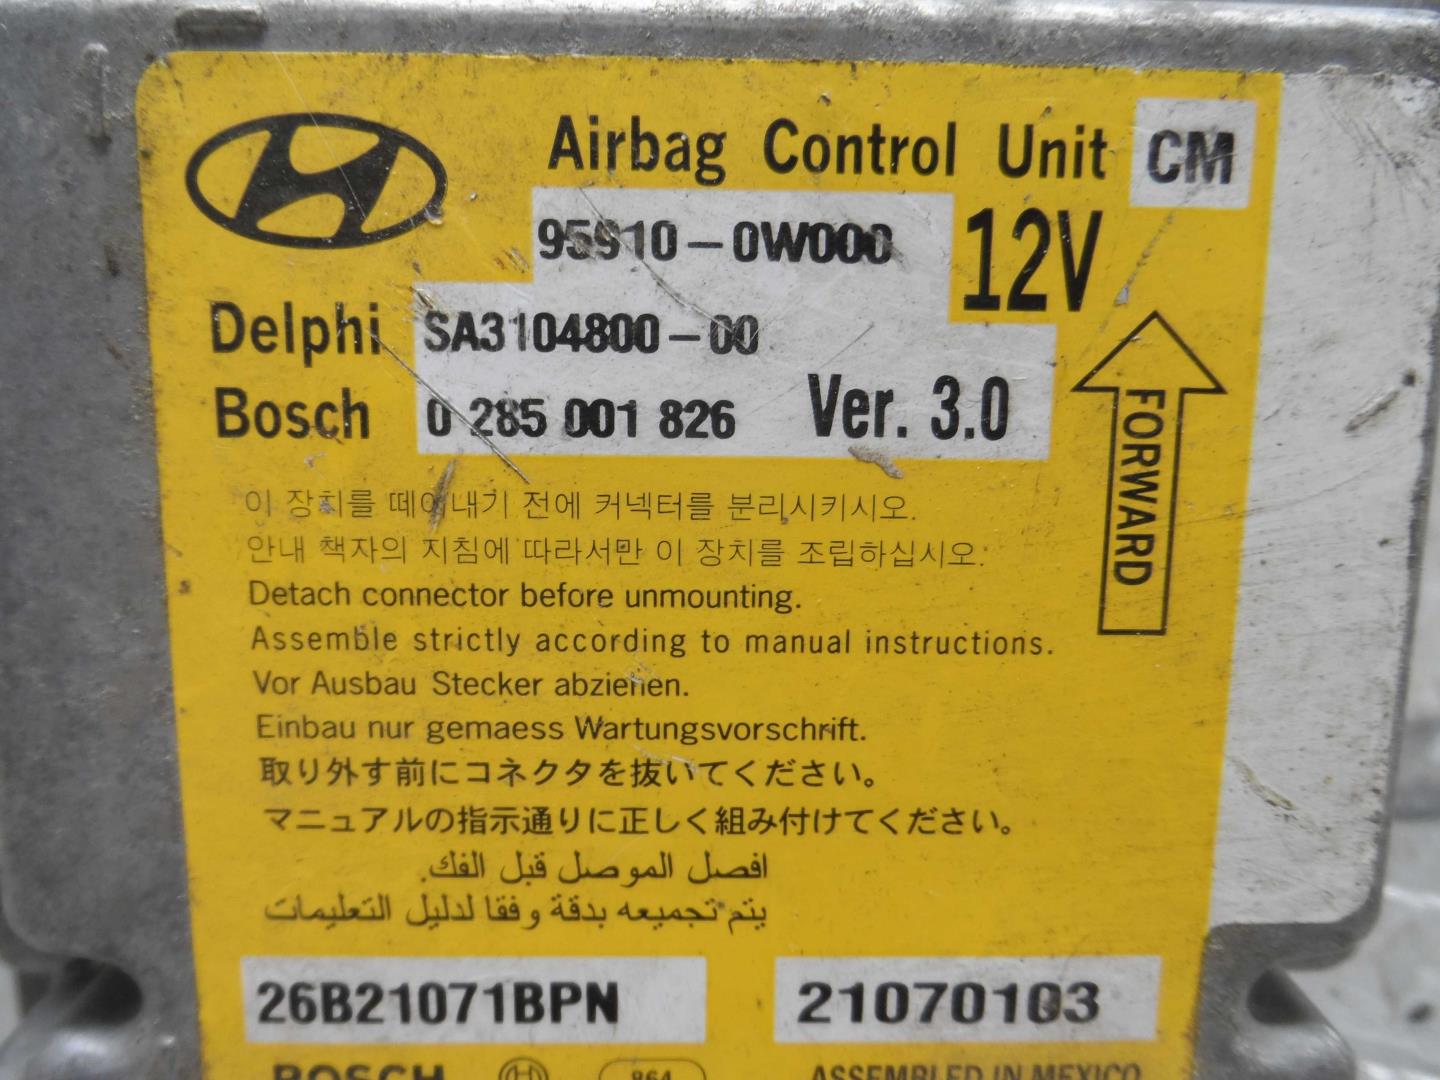 Airbag Control Unit CM
95910-0W000 12V
Delphi SA3104800-00
Bosch 0 285 001 826 Ver. 3.0
FORWARD
이 장치를 떼어내기 전에 커넥터를 분리시키시오.
안내 책자의 지침에 따라서만 이 장치를 조립하십시오.
Detach connector before unmounting.
Assemble strictly according to manual instructions.
Vor Ausbau Stecker abziehen.
Einbau nur gemaess Wartungsvorschrift.
取り外す前にコネクタを抜いてください。
マニュアルの指示通りに正しく組み付けてください。
افصل الموصل قبل الفك.
يتم تجميعه بدقة وفقا لدليل التعليمات
26B21071BPN 21070103
BOSCH 864 ASSEMBLED IN MEXICO